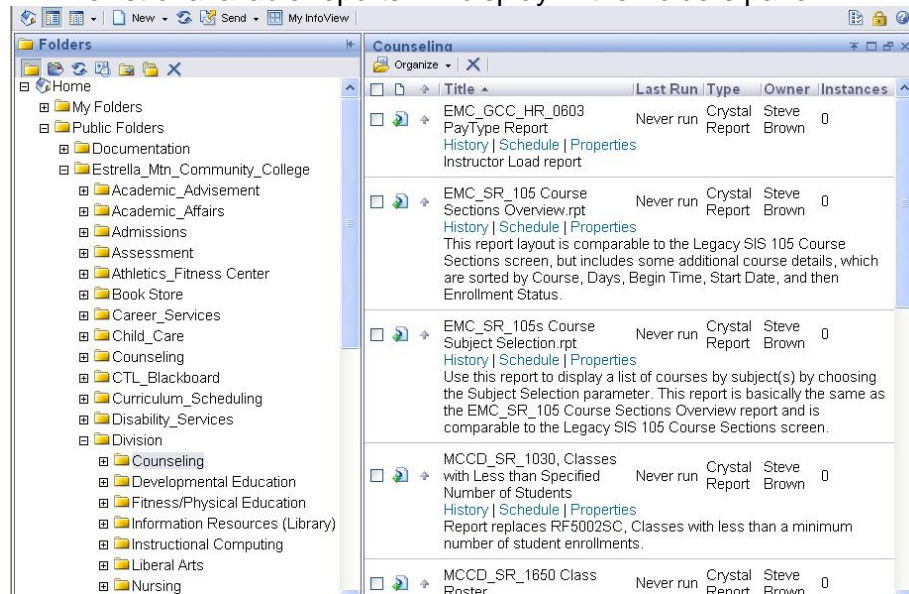 New Send My InfoView
Folders
Home
My Folders
Public Folders
Documentation
Estrella_Mtn_Community_College
Academic_Advisement
Academic_Affairs
Admissions
Assessment
Athletics_Fitness Center
Book Store
Career_Services
Child_Care
Counseling
CTL_Blackboard
Curriculum_Scheduling
Disability_Services
Division
Counseling
Developmental Education
Fitness/Physical Education
Information Resources (Library)
Instructional Computing
Liberal Arts
Nursing
Counseling
Organize
Title Last Run Type Owner Instances
EMC_GCC_HR_0603 Never run Crystal Steve 0
PayType Report Report Brown
History | Schedule | Properties
Instructor Load report
EMC_SR_105 Course Never run Crystal Steve 0
Sections Overview.rpt Report Brown
History | Schedule | Properties
This report layout is comparable to the Legacy SIS 105 Course
Sections screen, but includes some additional course details, which
are sorted by Course, Days, Begin Time, Start Date, and then
Enrollment Status.
EMC_SR_105s Course Never run Crystal Steve 0
Subject Selection.rpt Report Brown
History | Schedule | Properties
Use this report to display a list of courses by subject(s) by choosing
the Subject Selection parameter. This report is basically the same as
the EMC_SR_105 Course Sections Overview report and is
comparable to the Legacy SIS 105 Course Sections screen.
MCCD_SR_1030, Classes
with Less than Specified Never run Crystal Steve 0
Number of Students Report Brown
History | Schedule | Properties
Report replaces RF5002SC, Classes with less than a minimum
number of student enrollments.
MCCD_SR_1650 Class Never run Crystal Steve 0
Roster Report Brown